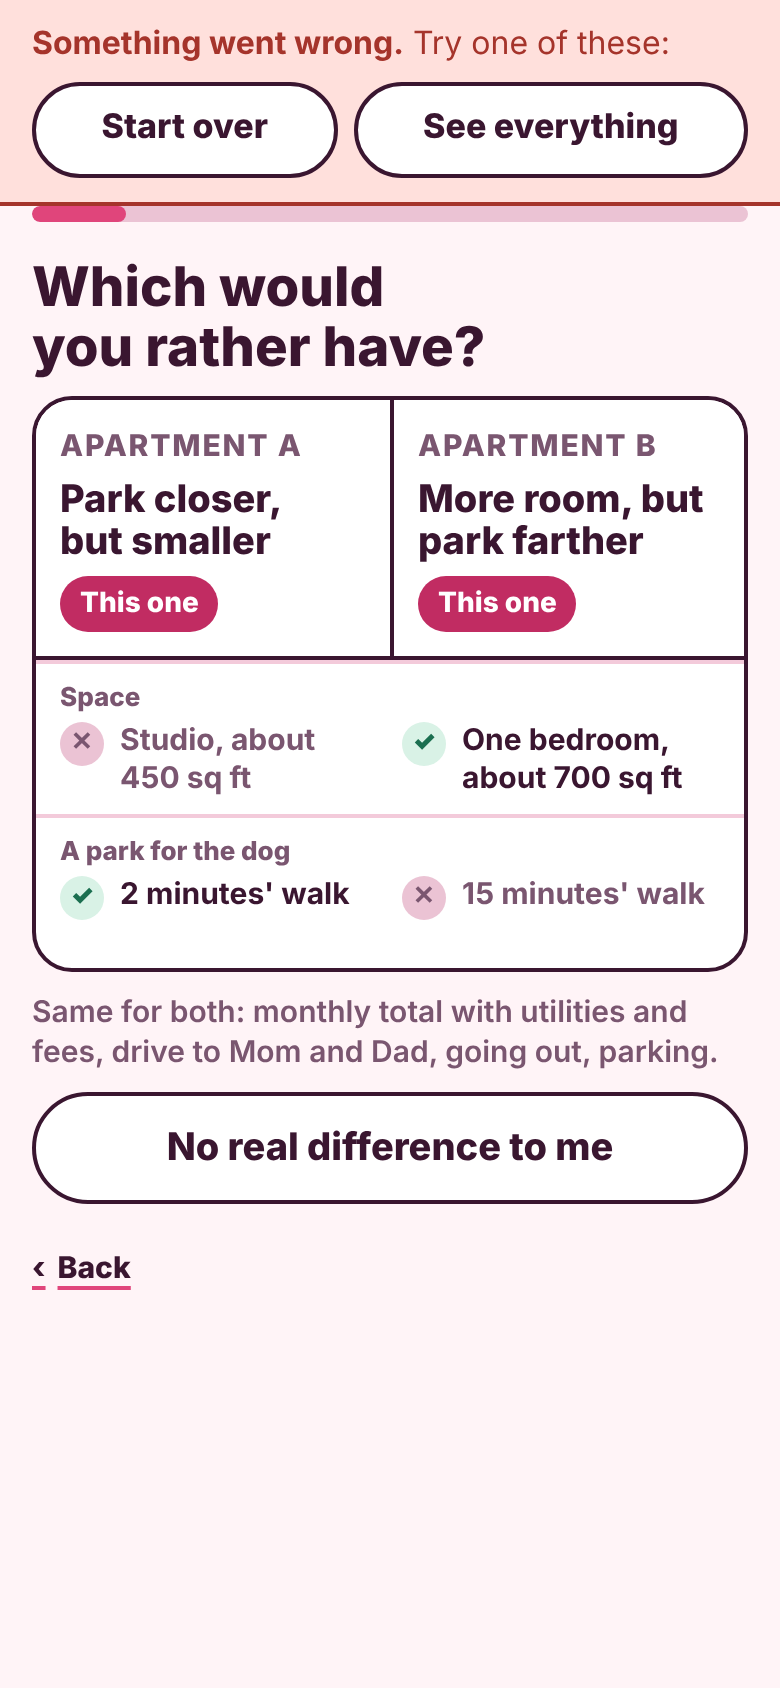 Something went wrong. Try one of these:
Start over
See everything
Which would
you rather have?
APARTMENT A
Park closer,
but smaller
This one
APARTMENT B
More room, but
park farther
This one
Space
✕ Studio, about
450 sq ft
✓ One bedroom,
about 700 sq ft
A park for the dog
✓ 2 minutes' walk
✕ 15 minutes' walk
Same for both: monthly total with utilities and
fees, drive to Mom and Dad, going out, parking.
No real difference to me
‹ Back